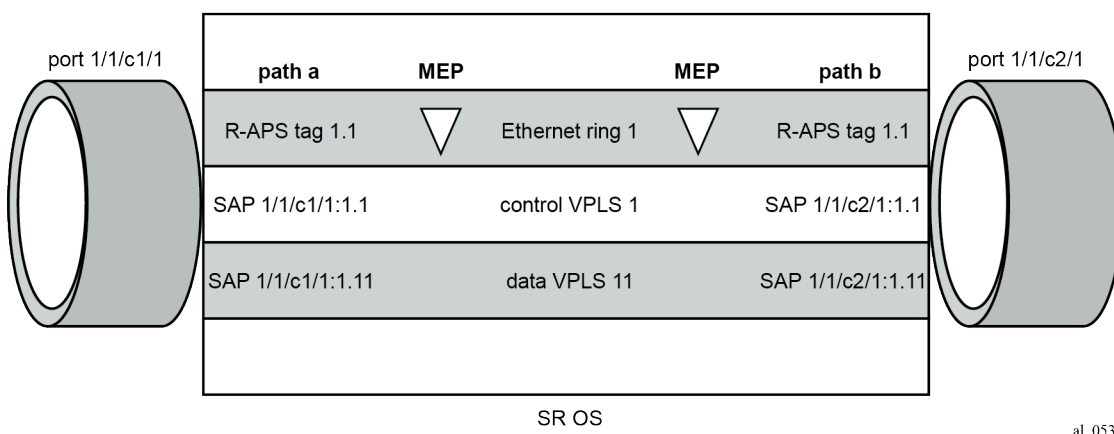 port 1/1/c1/1
port 1/1/c2/1
path a MEP MEP path b
R-APS tag 1.1 Ethernet ring 1 R-APS tag 1.1
SAP 1/1/c1/1:1.1 control VPLS 1 SAP 1/1/c2/1:1.1
SAP 1/1/c1/1:1.11 data VPLS 11 SAP 1/1/c2/1:1.11
SR OS